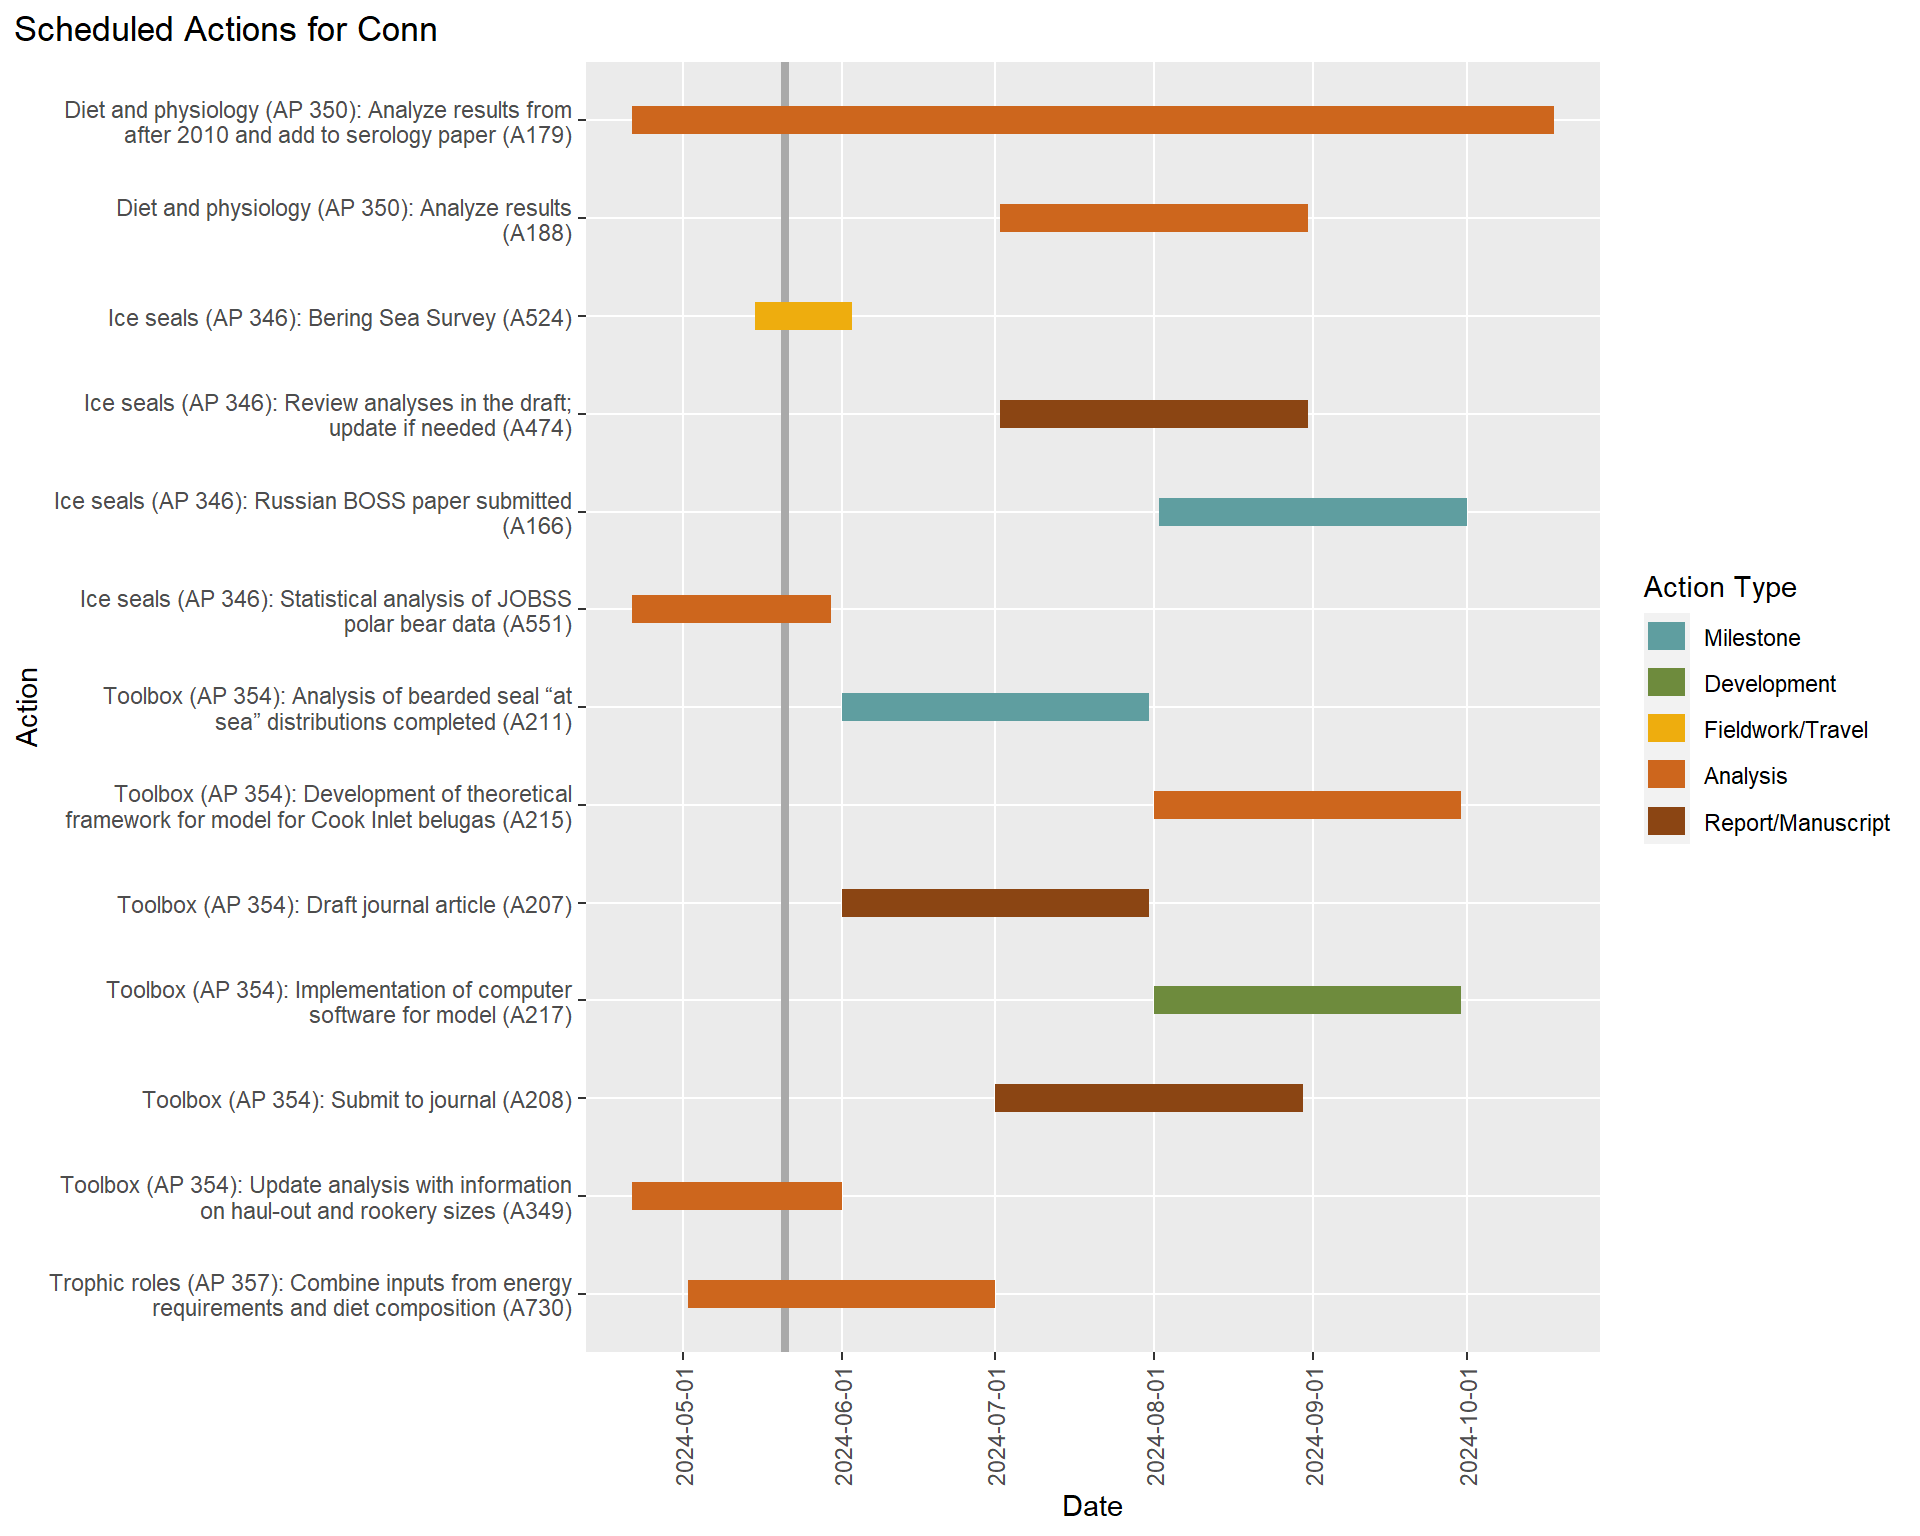 Scheduled Actions for Conn
Diet and physiology (AP 350): Analyze results from
after 2010 and add to serology paper (A179)
Diet and physiology (AP 350): Analyze results
(A188)
Ice seals (AP 346): Bering Sea Survey (A524)
Ice seals (AP 346): Review analyses in the draft;
update if needed (A474)
Ice seals (AP 346): Russian BOSS paper submitted
(A166)
Ice seals (AP 346): Statistical analysis of JOBSS
polar bear data (A551)
Toolbox (AP 354): Analysis of bearded seal “at
sea” distributions completed (A211)
Toolbox (AP 354): Development of theoretical
framework for model for Cook Inlet belugas (A215)
Toolbox (AP 354): Draft journal article (A207)
Toolbox (AP 354): Implementation of computer
software for model (A217)
Toolbox (AP 354): Submit to journal (A208)
Toolbox (AP 354): Update analysis with information
on haul-out and rookery sizes (A349)
Trophic roles (AP 357): Combine inputs from energy
requirements and diet composition (A730)
Action
2024-05-01
2024-06-01
2024-07-01
2024-08-01
2024-09-01
2024-10-01
Date
Action Type
Milestone
Development
Fieldwork/Travel
Analysis
Report/Manuscript